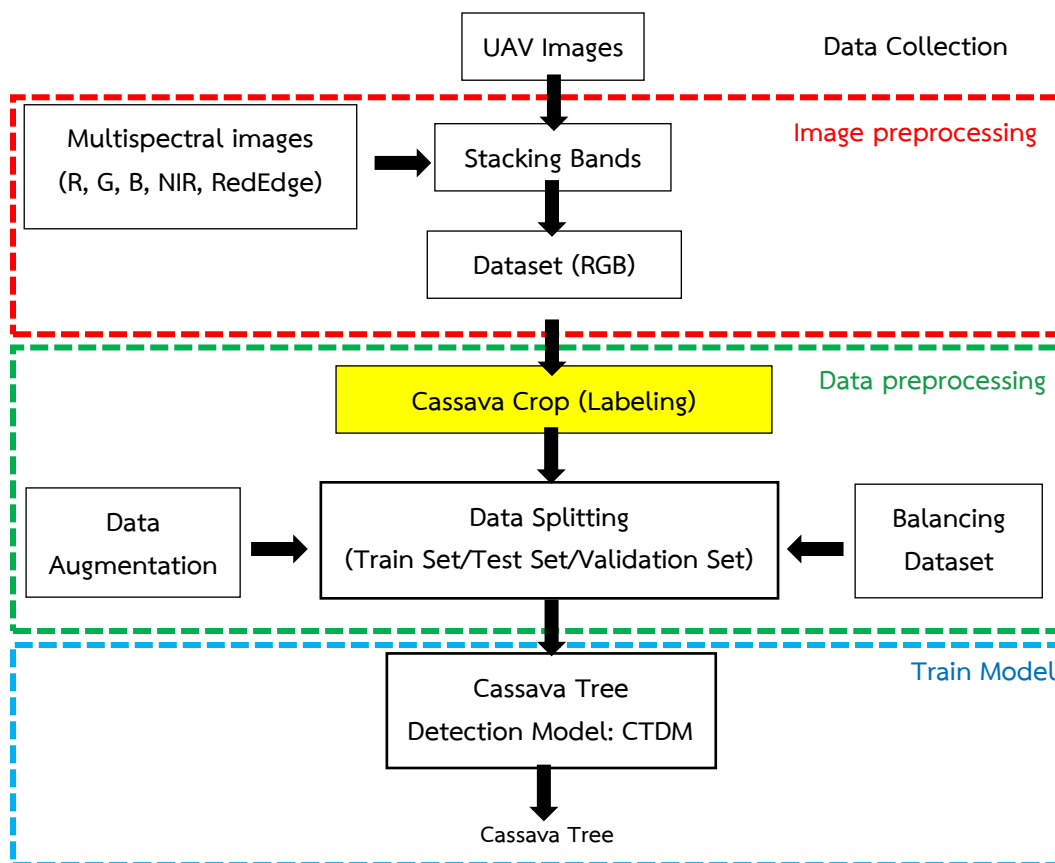 UAV Images
Data Collection
Image preprocessing
Multispectral images
(R, G, B, NIR, RedEdge)
Stacking Bands
Dataset (RGB)
Data preprocessing
Cassava Crop (Labeling)
Data
Augmentation
Data Splitting
(Train Set/Test Set/Validation Set)
Balancing
Dataset
Train Model
Cassava Tree
Detection Model: CTDM
Cassava Tree